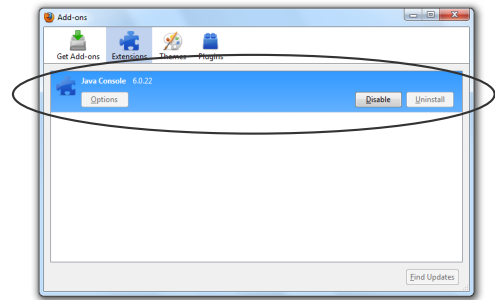 Add-ons
Get Add-ons Extensions Themes Plugins
Java Console 6.0.22
Options Disable Uninstall
Find Updates